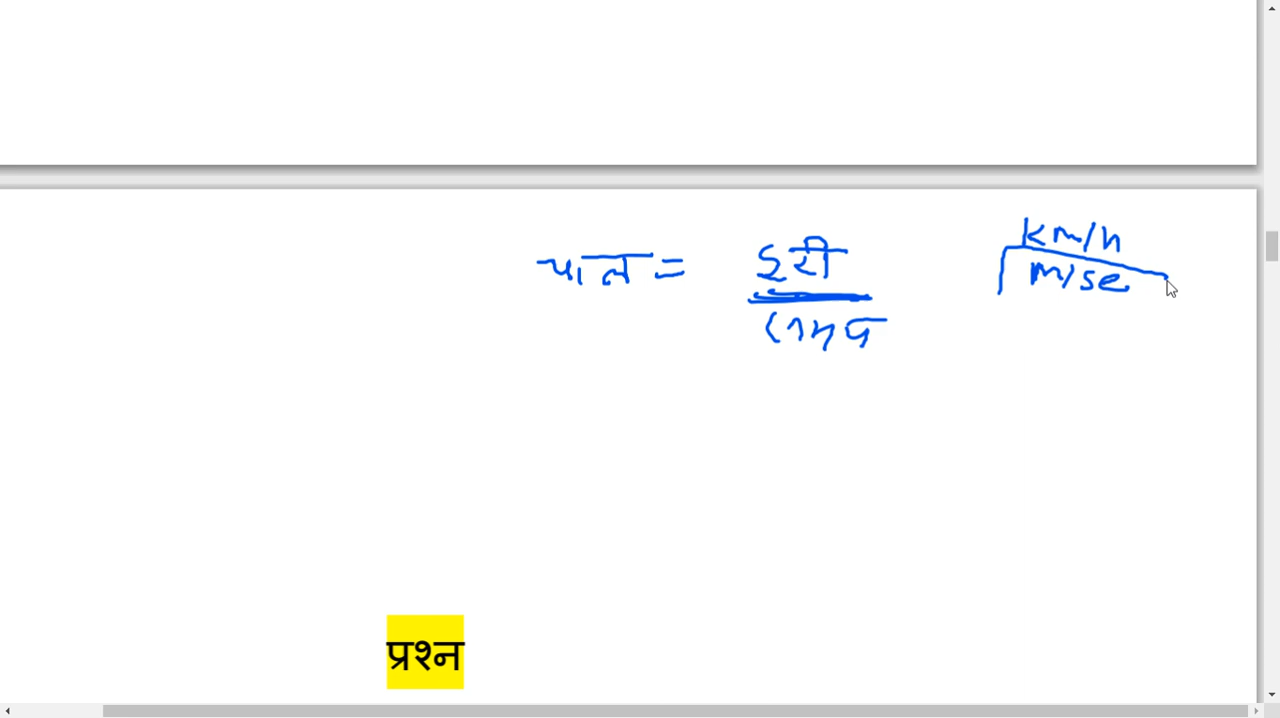 चाल = दूरी
समय
km/h
m/se
प्रश्न